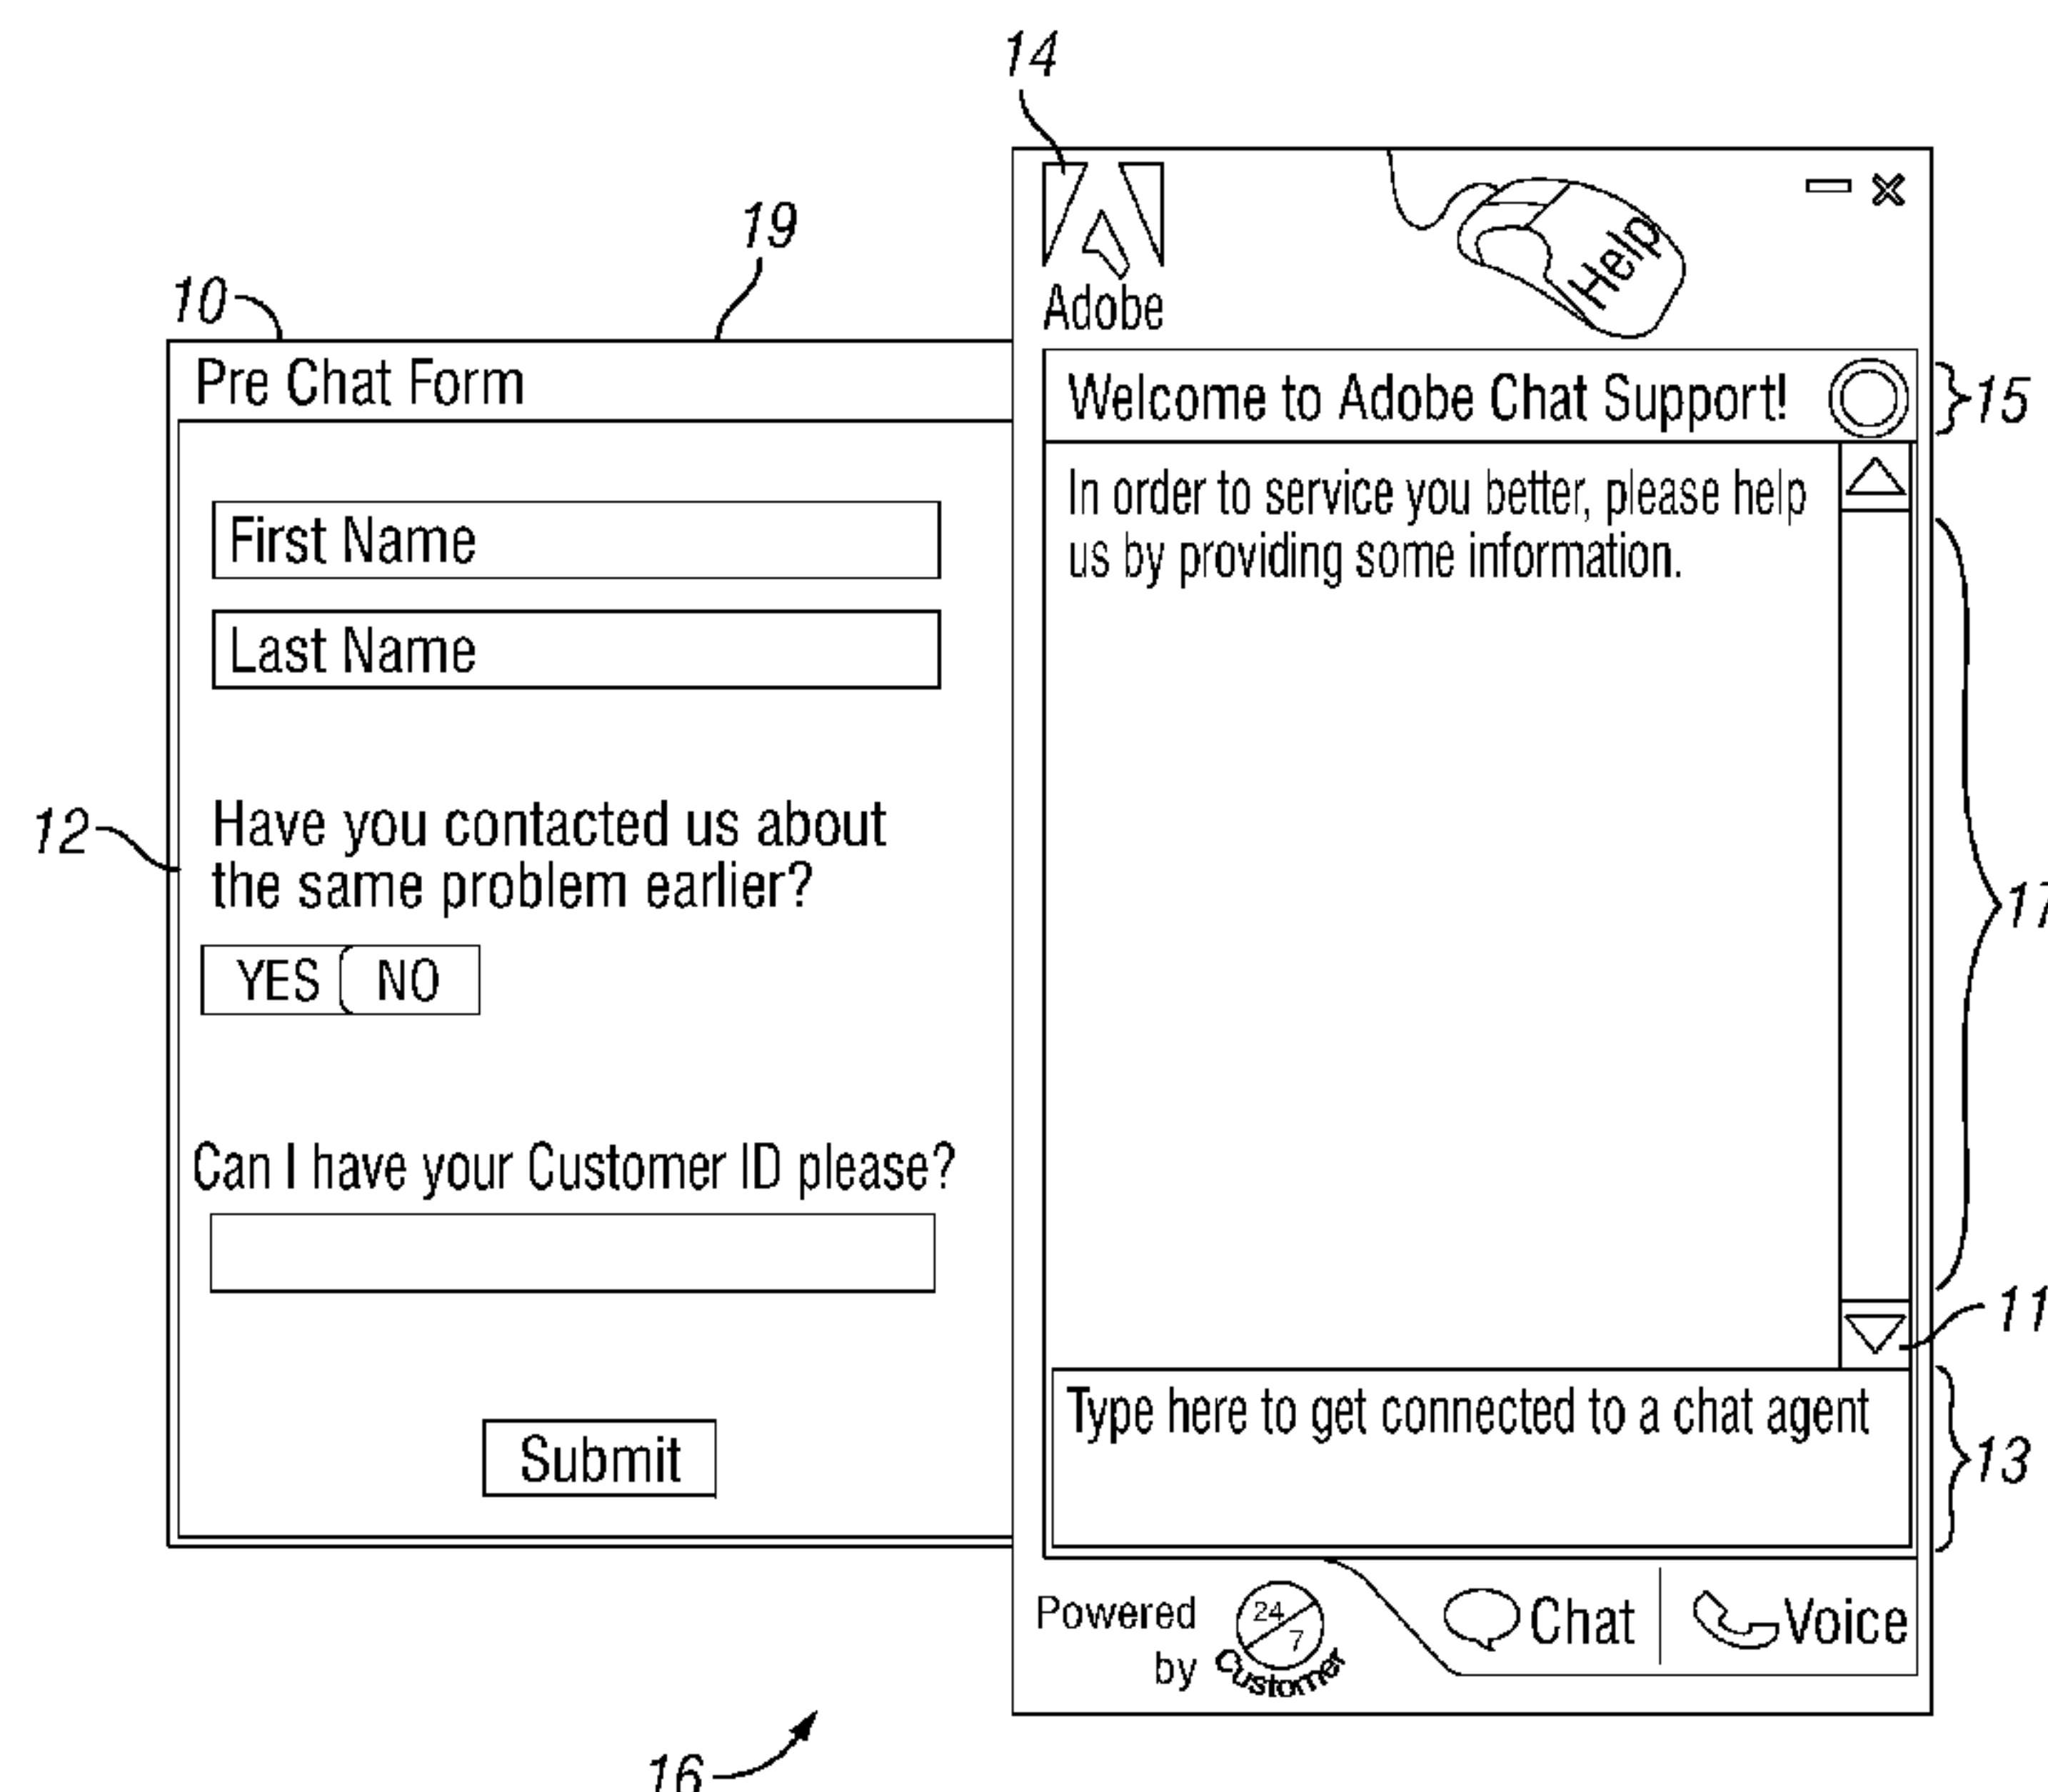 14
19
10
Adobe
Help
Pre Chat Form
Welcome to Adobe Chat Support!
15
In order to service you better, please help
us by providing some information.
First Name
Last Name
12
Have you contacted us about
the same problem earlier?
17
YES NO
Can I have your Customer ID please?
11
Type here to get connected to a chat agent
13
Submit
Powered
by
24
7
Customer
Chat
Voice
16